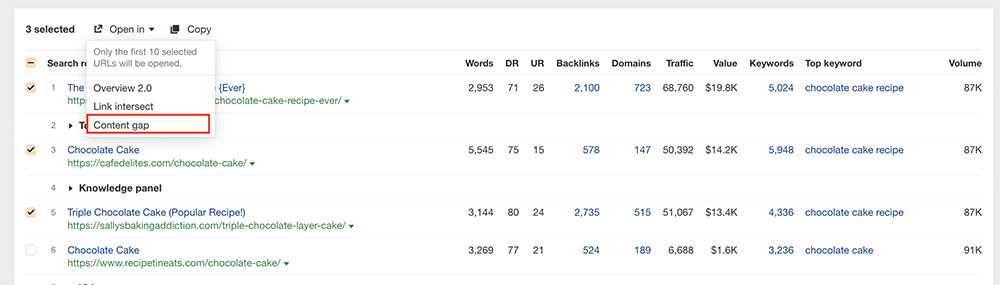 3 selected Open in Copy
Only the first 10 selected
URLs will be opened.
Overview 2.0
Link intersect
Content gap
Search re Words DR UR Backlinks Domains Traffic Value Keywords Top keyword Volume
1 The {Ever} 2,953 71 26 2,100 723 68,760 $19.8K 5,024 chocolate cake recipe 87K
chocolate-cake-recipe-ever/
2
3 Chocolate Cake 5,545 75 15 578 147 50,392 $14.2K 5,948 chocolate cake recipe 87K
https://cafedelites.com/chocolate-cake/
4 Knowledge panel
5 Triple Chocolate Cake (Popular Recipe!) 3,144 80 24 2,735 515 51,067 $13.4K 4,336 chocolate cake recipe 87K
https://sallysbakingaddiction.com/triple-chocolate-layer-cake/
6 Chocolate Cake 3,269 77 21 524 189 6,688 $1.6K 3,236 chocolate cake 91K
https://www.recipetineats.com/chocolate-cake/